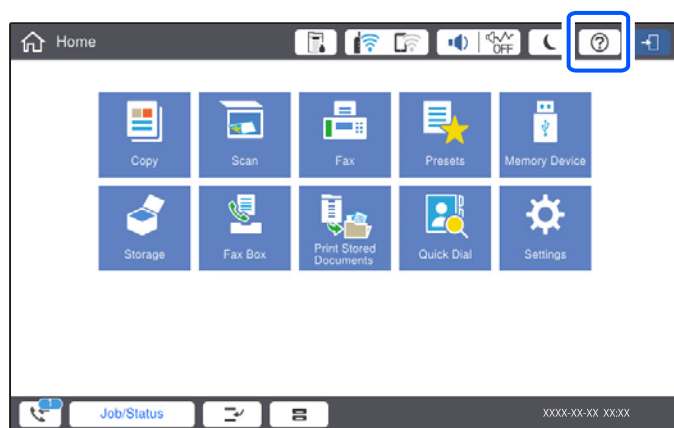 Home
OFF
?
Copy
Scan
Fax
Presets
Memory Device
Storage
Fax Box
Print Stored
Documents
Quick Dial
Settings
1
Job/Status
XXXX-XX-XX XX:XX